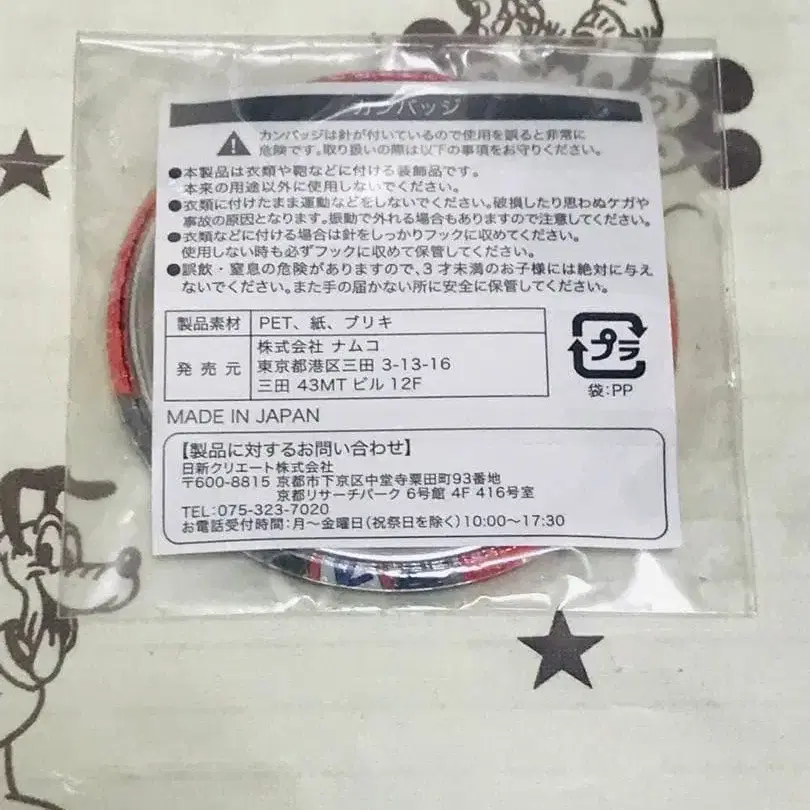 カンバッジ
カンバッジは針が付いているので使用を誤ると非常に
危険です。取り扱いの際は以下の事項をお守りください。
●本製品は衣類や鞄などに付ける装飾品です。
本来の用途以外に使用しないでください。
●衣類に付けたまま運動などをしないでください。破損したり思わぬケガや
事故の原因となります。振動で外れる場合もありますので注意してください。
●衣類などに付ける場合は針をしっかりフックに収めてください。
使用しない時も必ずフックに収めて保管してください。
●誤飲・窒息の危険がありますので、3才未満のお子様には絶対に与え
ないでください。また手の届かない所に安全に保管してください。
製品素材 PET、紙、ブリキ
発売元 株式会社 ナムコ
東京都港区三田 3-13-16
三田 43MT ビル 12F
プラ
袋:PP
MADE IN JAPAN
【製品に対するお問い合わせ】
日新クリエート株式会社
〒600-8815 京都市下京区中堂寺粟田町93番地
京都リサーチパーク 6号館 4F 416号室
TEL:075-323-7020
お電話受付時間:月～金曜日(祝祭日を除く)10:00～17:30